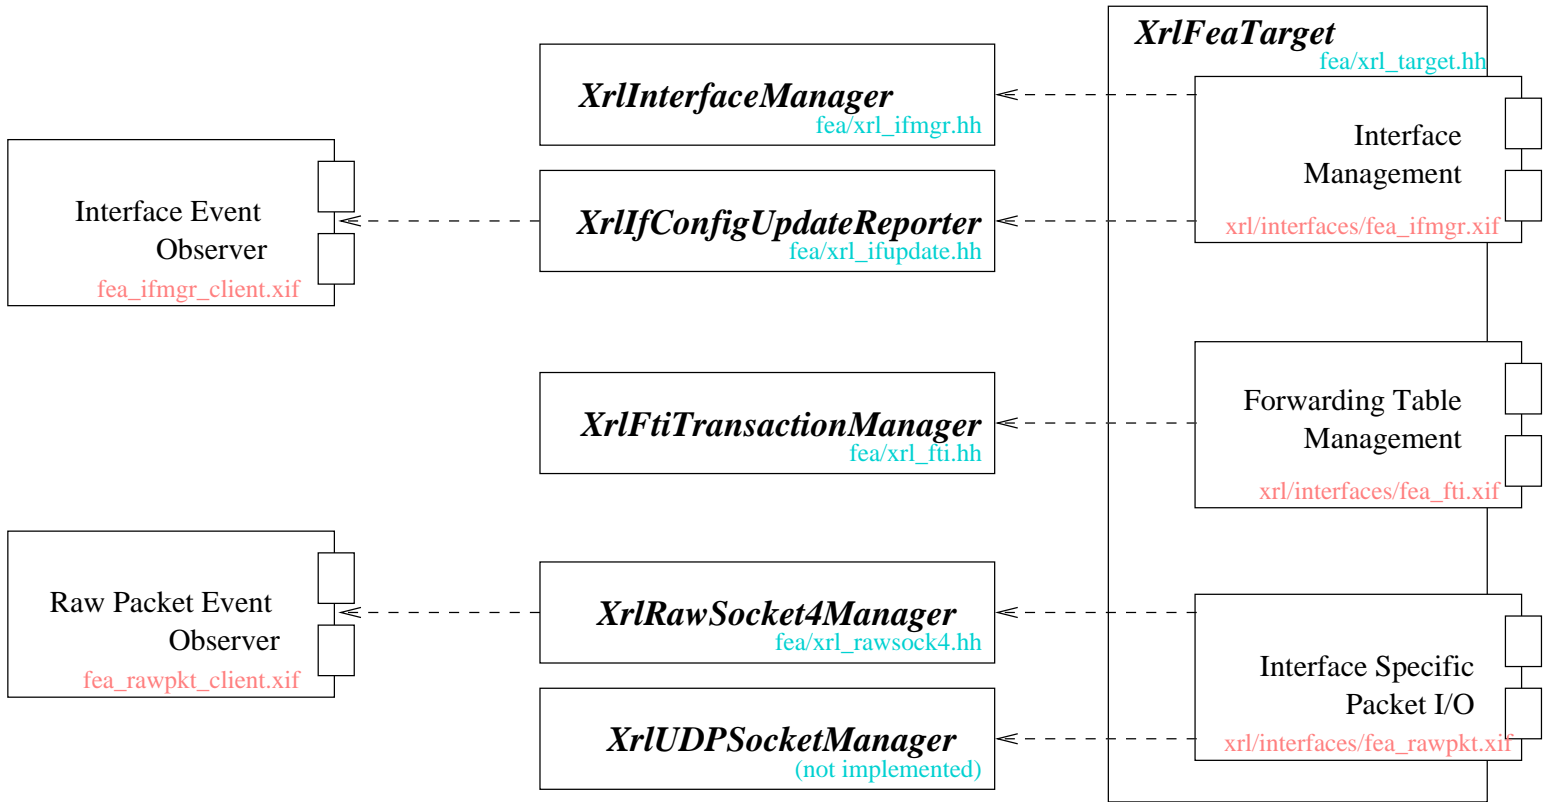 XrlFeaTarget
fea/xrl_target.hh
XrlInterfaceManager
fea/xrl_ifmgr.hh
Interface
Management
xrl/interfaces/fea_ifmgr.xif
Interface Event
Observer
fea_ifmgr_client.xif
XrlIfConfigUpdateReporter
fea/xrl_ifupdate.hh
XrlFtiTransactionManager
fea/xrl_fti.hh
Forwarding Table
Management
xrl/interfaces/fea_fti.xif
Raw Packet Event
Observer
fea_rawpkt_client.xif
XrlRawSocket4Manager
fea/xrl_rawsock4.hh
Interface Specific
Packet I/O
xrl/interfaces/fea_rawpkt.xif
XrlUDPSocketManager
(not implemented)